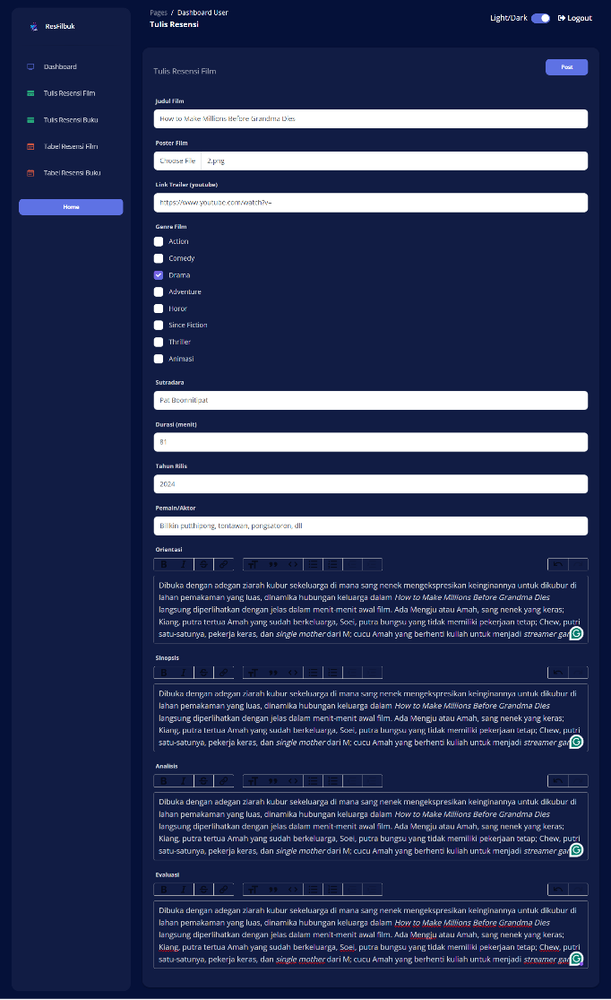 ResFilbuk
Dashboard
Tulis Resensi Film
Tulis Resensi Buku
Tabel Resensi Film
Tabel Resensi Buku
Home
Pages / Dashboard User
Tulis Resensi
Light/Dark Logout
Tulis Resensi Film
Post
Judul Film
How to Make Millions Before Grandma Dies
Poster Film
Choose File 2.png
Link Trailer (youtube)
https://www.youtube.com/watch?v=
Genre Film
Action
Comedy
Drama
Adventure
Horor
Since Fiction
Thriller
Animasi
Sutradara
Pat Boonnitipat
Durasi (menit)
81
Tahun Rilis
2024
Pemain/Aktor
Billkin putthipong, tontawan, pongsatoron, dll
Orientasi
Dibuka dengan adegan ziarah kubur sekeluarga di mana sang nenek mengekspresikan keinginannya untuk dikubur di
lahan pemakaman yang luas, dinamika hubungan keluarga dalam How to Make Millions Before Grandma Dies
langsung diperlihatkan dengan jelas dalam menit-menit awal film. Ada Mengju atau Amah, sang nenek yang keras;
Kiang, putra tertua Amah yang sudah berkeluarga, Soei, putra bungsu yang tidak memiliki pekerjaan tetap; Chew, putri
satu-satunya, pekerja keras, dan single mother dari M; cucu Amah yang berhenti kuliah untuk menjadi streamer
Sinopsis
Dibuka dengan adegan ziarah kubur sekeluarga di mana sang nenek mengekspresikan keinginannya untuk dikubur di
lahan pemakaman yang luas, dinamika hubungan keluarga dalam How to Make Millions Before Grandma Dies
langsung diperlihatkan dengan jelas dalam menit-menit awal film. Ada Mengju atau Amah, sang nenek yang keras;
Kiang, putra tertua Amah yang sudah berkeluarga, Soei, putra bungsu yang tidak memiliki pekerjaan tetap; Chew, putri
satu-satunya, pekerja keras, dan single mother dari M; cucu Amah yang berhenti kuliah untuk menjadi streamer
Analisis
Dibuka dengan adegan ziarah kubur sekeluarga di mana sang nenek mengekspresikan keinginannya untuk dikubur di
lahan pemakaman yang luas, dinamika hubungan keluarga dalam How to Make Millions Before Grandma Dies
langsung diperlihatkan dengan jelas dalam menit-menit awal film. Ada Mengju atau Amah, sang nenek yang keras;
Kiang, putra tertua Amah yang sudah berkeluarga, Soei, putra bungsu yang tidak memiliki pekerjaan tetap; Chew, putri
satu-satunya, pekerja keras, dan single mother dari M; cucu Amah yang berhenti kuliah untuk menjadi streamer
Evaluasi
Dibuka dengan adegan ziarah kubur sekeluarga di mana sang nenek mengekspresikan keinginannya untuk dikubur di
lahan pemakaman yang luas, dinamika hubungan keluarga dalam How to Make Millions Before Grandma Dies
langsung diperlihatkan dengan jelas dalam menit-menit awal film. Ada Mengju atau Amah, sang nenek yang keras;
Kiang, putra tertua Amah yang sudah berkeluarga, Soei, putra bungsu yang tidak memiliki pekerjaan tetap; Chew, putri
satu-satunya, pekerja keras, dan single mother dari M; cucu Amah yang berhenti kuliah untuk menjadi streamer